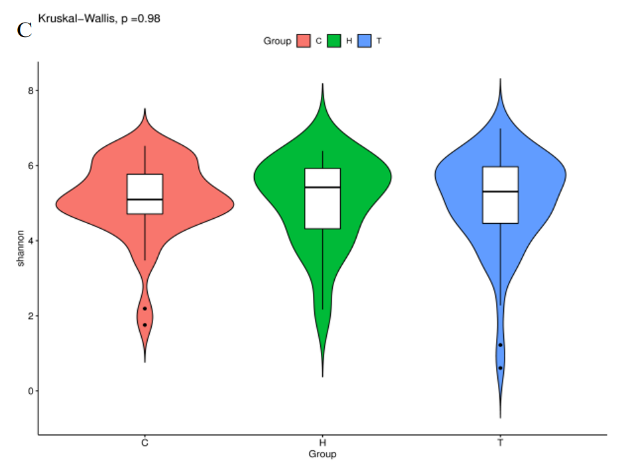 C
Kruskal−Wallis, p =0.98
Group C H T
shannon
8
6
4
2
0
C H T
Group